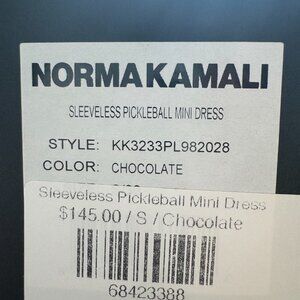 NORMA KAMALI
SLEEVELESS PICKLEBALL MINI DRESS
STYLE: KK3233PL982028
COLOR: CHOCOLATE
Sleeveless Pickleball Mini Dress
$145.00 / S / Chocolate
68423388